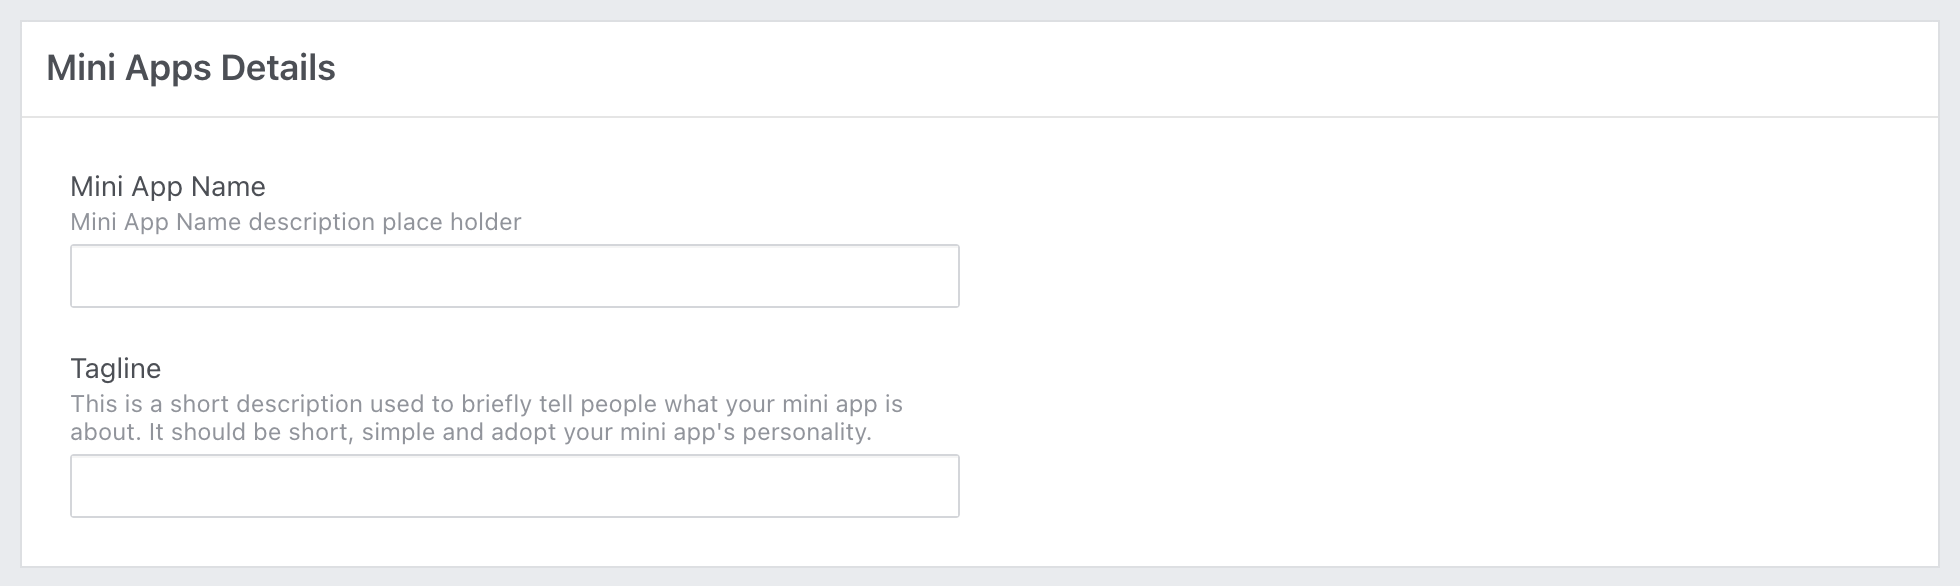 Mini Apps Details
Mini App Name
Mini App Name description place holder
Tagline
This is a short description used to briefly tell people what your mini app is
about. It should be short, simple and adopt your mini app's personality.